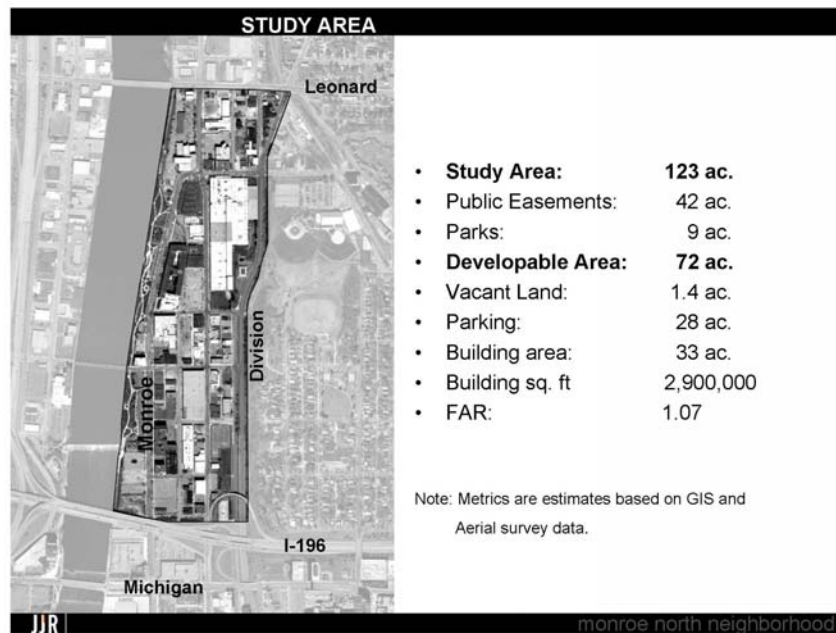 STUDY AREA
Leonard
Monroe
Division
I-196
Michigan
• Study Area: 123 ac.
• Public Easements: 42 ac.
• Parks: 9 ac.
• Developable Area: 72 ac.
• Vacant Land: 1.4 ac.
• Parking: 28 ac.
• Building area: 33 ac.
• Building sq. ft 2,900,000
• FAR: 1.07
Note: Metrics are estimates based on GIS and
Aerial survey data.
JJR
monroe north neighborhood